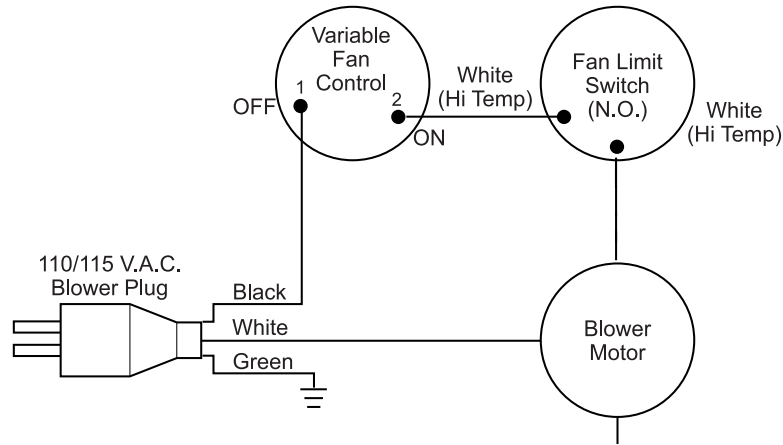 Variable
Fan
Control
1
2
OFF
ON
White
(Hi Temp)
Fan Limit
Switch
(N.O.)
White
(Hi Temp)
110/115 V.A.C.
Blower Plug
Black
White
Green
Blower
Motor